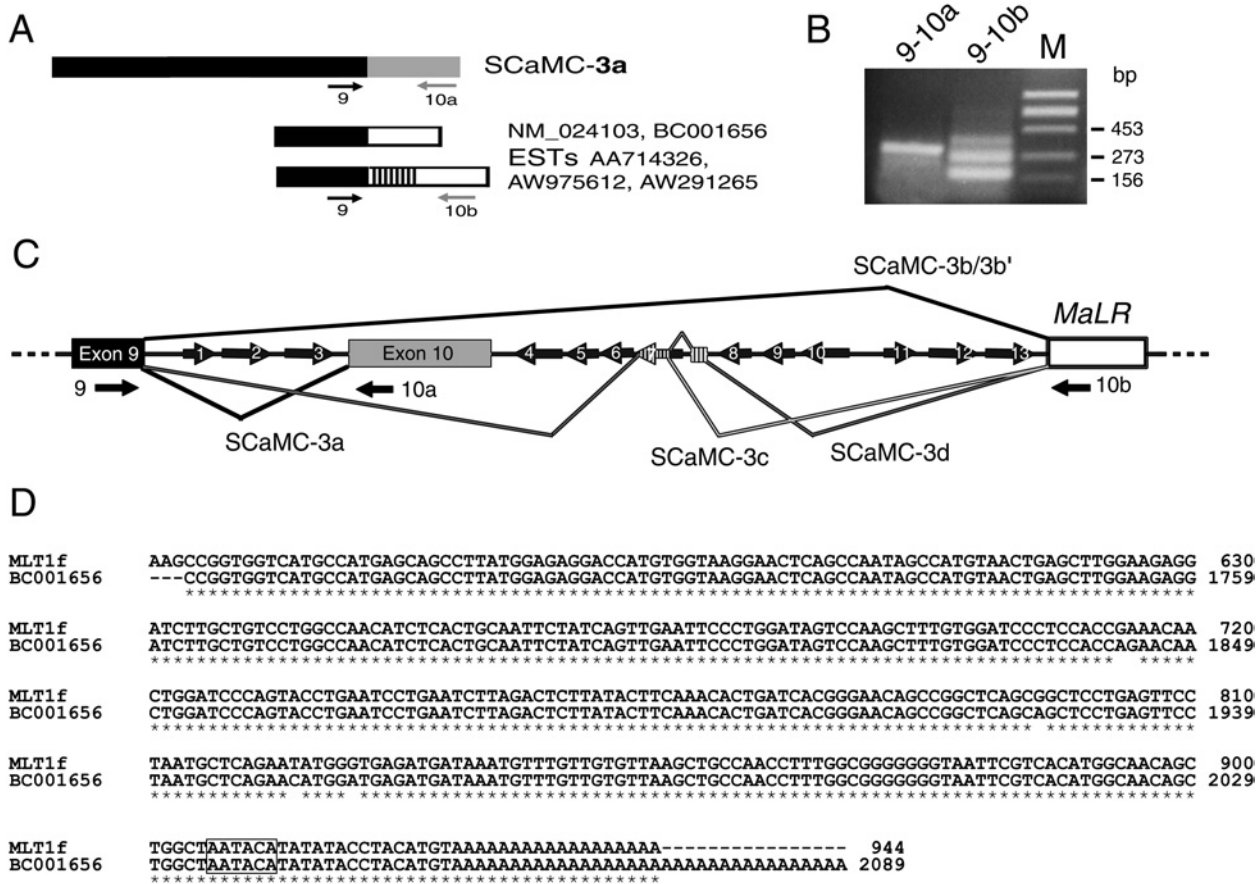 A
SCaMC-3a
9
10a
NM_024103, BC001656
ESTs AA714326,
AW975612, AW291265
9
10b
B
9-10a
9-10b
M
bp
453
273
156
C
SCaMC-3b/3b'
MaLR
Exon 9
1
2
3
Exon 10
4
5
6
7
8
9
10
11
12
13
9
10a
10b
SCaMC-3a
SCaMC-3c
SCaMC-3d
D
MLT1f AAGCCGGTGGTCATGCCATGAGCAGCCTTATGGAGAGGACCATGTGGTAAGGAACTCAGCCAATAGCCATGTAACTGAGCTTGGAAGAGG 630
BC001656 ---CCGGTGGTCATGCCATGAGCAGCCTTATGGAGAGGACCATGTGGTAAGGAACTCAGCCAATAGCCATGTAACTGAGCTTGGAAGAGG 1759
***************************************************************************************
MLT1f ATCTTGCTGTCCTGGCCAACATCTCACTGCAATTCTATCAGTTGAATTCCCTGGATAGTCCAAGCTTTGTGGATCCCTCCACCGAAACAA 720
BC001656 ATCTTGCTGTCCTGGCCAACATCTCACTGCAATTCTATCAGTTGAATTCCCTGGATAGTCCAAGCTTTGTGGATCCCTCCACCAGAACAA 1849
*********************************************************************************** *****
MLT1f CTGGATCCCAGTACCTGAATCCTGAATCTTAGACTCTTATACTTCAAACACTGATCACGGGAACAGCCGGCTCAGCGGCTCCTGAGTTCC 810
BC001656 CTGGATCCCAGTACCTGAATCCTGAATCTTAGACTCTTATACTTCAAACACTGATCACGGGAACAGCCGGCTCAGCAGCTCCTGAGTTCC 1939
**************************************************************************** *************
MLT1f TAATGCTCAGAATATGGGTGAGATGATAAATGTTTGTTGTGTTAAGCTGCCAACCTTTGGCGGGGGGGTAATTCGTCACATGGCAACAGC 900
BC001656 TAATGCTCAGAACATGGATGAGATGATAAATGTTTGTTGTGTTAAGCTGCCAACCTTTGGCGGGGGGGTAATTCGTCACATGGCAACAGC 2029
************ **** ************************************************************************
MLT1f TGGCTAATACATATATACCTACATGTAAAAAAAAAAAAAAAAAA---------------- 944
BC001656 TGGCTAATACATATATACCTACATGTAAAAAAAAAAAAAAAAAAAAAAAAAAAAAAAAAA 2089
********************************************